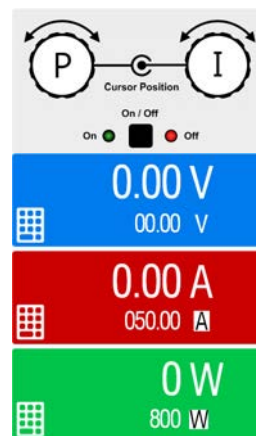 P C I
Cursor Position
On / Off
On Off
0.00 V
00.00 V
0.00 A
050.00 A
0 W
800 W